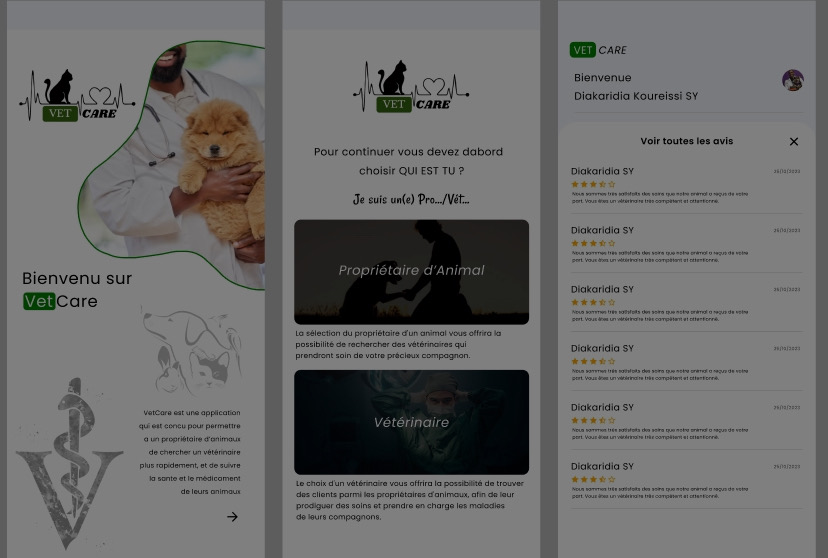 VET CARE
Bienvenu sur
VetCare
VetCare est une application
qui est concu pour permettre
a un propriétaire d'animaux
de chercher un vétérinaire
plus rapidement, et de suivre
la sante et le médicament
de leurs animaux
VET CARE
Pour continuer vous devez dabord
choisir QUI EST TU ?
Je suis un(e) Pro.../Vét...
Propriétaire d'Animal
La sélection du propriétaire d'un animal vous offrira la
possibilité de rechercher des vétérinaires qui
prendront soin de votre précieux compagnon.
Vétérinaire
Le choix d'un vétérinaire vous offrira la possibilité de trouver
des clients parmi les propriétaires d'animaux, afin de leur
prodiguer des soins et prendre en charge les maladies
de leurs compagnons.
VET CARE
Bienvenue
Diakaridia Koureissi SY
Voir toutes les avis
Diakaridia SY
Nous sommes très satisfaits des soins que votre animal a reçus de votre
part. Vous êtes un vétérinaire très compétent et attentionné.
Diakaridia SY
Nous sommes très satisfaits des soins que votre animal a reçus de votre
part. Vous êtes un vétérinaire très compétent et attentionné.
Diakaridia SY
Nous sommes très satisfaits des soins que votre animal a reçus de votre
part. Vous êtes un vétérinaire très compétent et attentionné.
Diakaridia SY
Nous sommes très satisfaits des soins que votre animal a reçus de votre
part. Vous êtes un vétérinaire très compétent et attentionné.
Diakaridia SY
Nous sommes très satisfaits des soins que votre animal a reçus de votre
part. Vous êtes un vétérinaire très compétent et attentionné.
Diakaridia SY
Nous sommes très satisfaits des soins que votre animal a reçus de votre
part. Vous êtes un vétérinaire très compétent et attentionné.